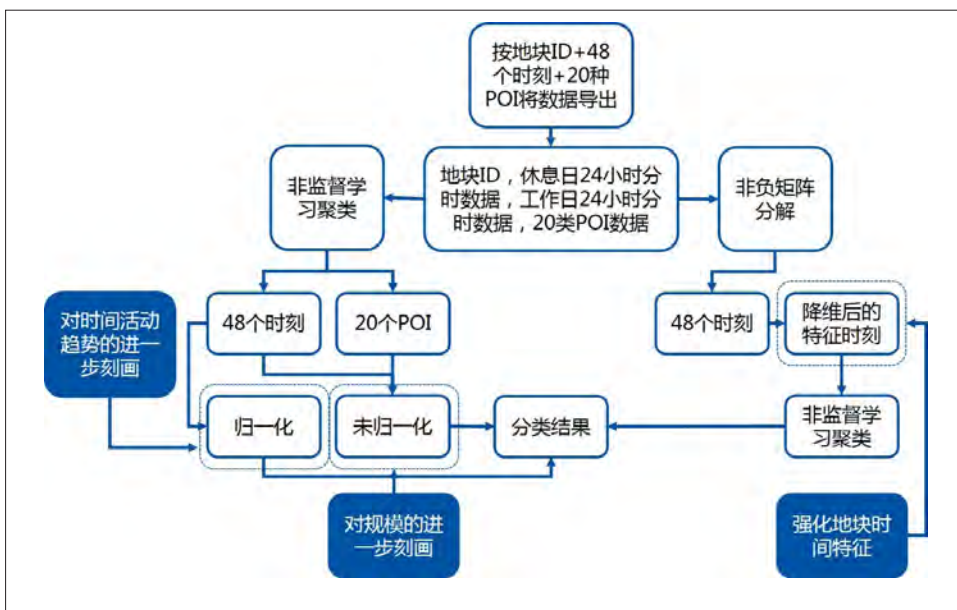 按地块ID+48
个时刻+20种
POI将数据导出
非监督学
习聚类
地块ID，休息日24小时分
时数据，工作日24小时分
时数据，20类POI数据
非负矩阵
分解
对时间活动
趋势的进一
步刻画
48个时刻
20个POI
48个时刻
降维后的
特征时刻
归一化
未归一化
分类结果
非监督学
习聚类
对规模的进
一步刻画
强化地块时
间特征